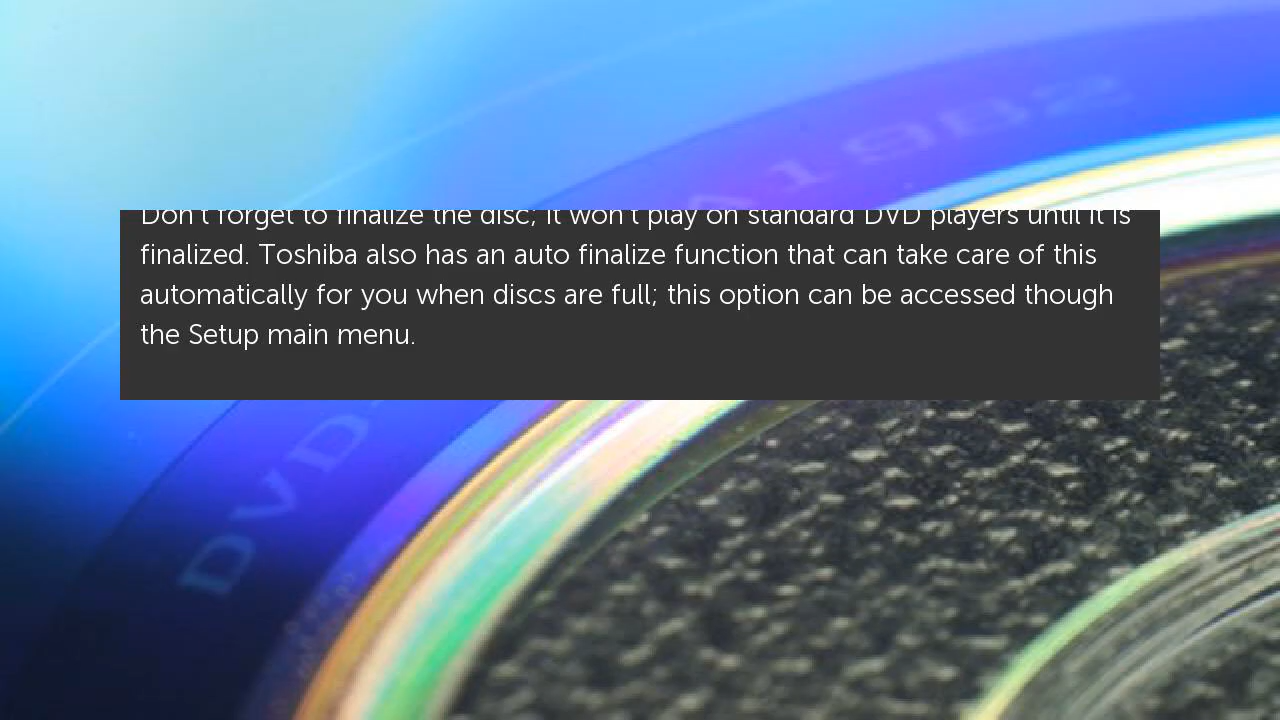 A1982
Don't forget to finalize the disc; it won't play on standard DVD players until it is
finalized. Toshiba also has an auto finalize function that can take care of this
automatically for you when discs are full; this option can be accessed though
the Setup main menu.
DVD